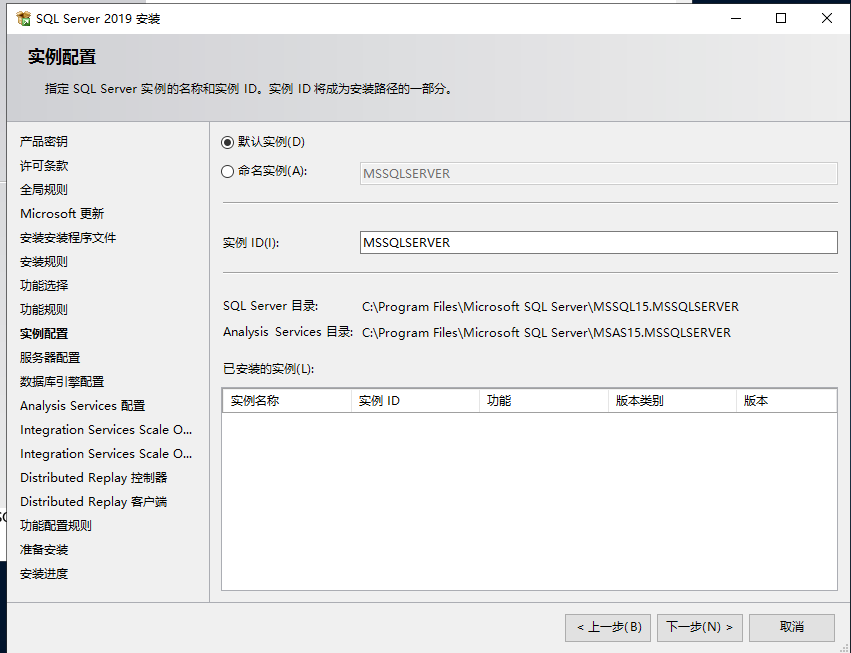 SQL Server 2019 安装
实例配置
指定 SQL Server 实例的名称和实例 ID。实例 ID 将成为安装路径的一部分。
产品密钥
许可条款
全局规则
Microsoft 更新
安装安装程序文件
安装规则
功能选择
功能规则
实例配置
服务器配置
数据库引擎配置
Analysis Services 配置
Integration Services Scale O...
Integration Services Scale O...
Distributed Replay 控制器
Distributed Replay 客户端
功能配置规则
准备安装
安装进度
默认实例(D)
命名实例(A): MSSQLSERVER
实例 ID(I): MSSQLSERVER
SQL Server 目录: C:\Program Files\Microsoft SQL Server\MSSQL15.MSSQLSERVER
Analysis Services 目录: C:\Program Files\Microsoft SQL Server\MSAS15.MSSQLSERVER
已安装的实例(L):
实例名称 实例 ID 功能 版本类别 版本
< 上一步(B) 下一步(N) > 取消